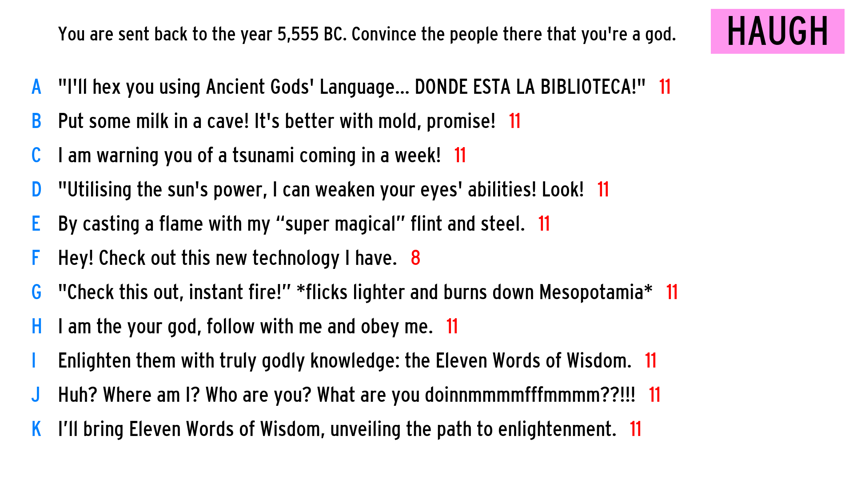 You are sent back to the year 5,555 BC. Convince the people there that you're a god.
HAUGH
A "I'll hex you using Ancient Gods' Language... DONDE ESTA LA BIBLIOTECA!" 11
B Put some milk in a cave! It's better with mold, promise! 11
C I am warning you of a tsunami coming in a week! 11
D "Utilising the sun's power, I can weaken your eyes' abilities! Look! 11
E By casting a flame with my “super magical” flint and steel. 11
F Hey! Check out this new technology I have. 8
G "Check this out, instant fire!” *flicks lighter and burns down Mesopotamia* 11
H I am the your god, follow with me and obey me. 11
I Enlighten them with truly godly knowledge: the Eleven Words of Wisdom. 11
J Huh? Where am I? Who are you? What are you doinnmmmmfffmmmm??!!! 11
K I’ll bring Eleven Words of Wisdom, unveiling the path to enlightenment. 11